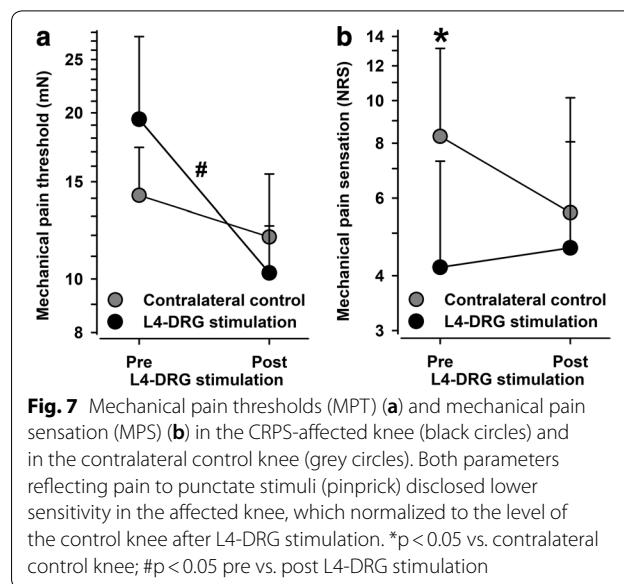 a
b
Mechanical pain threshold (mN)
25
20
15
10
8
#
Contralateral control
L4-DRG stimulation
Pre
Post
L4-DRG stimulation
Mechanical pain sensation (NRS)
14
12
10
8
6
4
3
*
Contralateral control
L4-DRG stimulation
Pre
Post
L4-DRG stimulation
Fig. 7 Mechanical pain thresholds (MPT) (a) and mechanical pain
sensation (MPS) (b) in the CRPS-affected knee (black circles) and
in the contralateral control knee (grey circles). Both parameters
reflecting pain to punctate stimuli (pinprick) disclosed lower
sensitivity in the affected knee, which normalized to the level of
the control knee after L4-DRG stimulation. *p < 0.05 vs. contralateral
control knee; #p < 0.05 pre vs. post L4-DRG stimulation